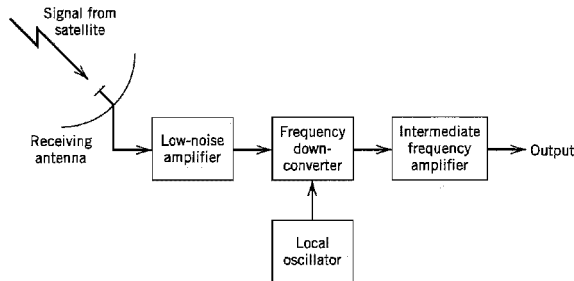 Signal from
satellite
Receiving
antenna
Low-noise
amplifier
Frequency
down-
converter
Intermediate
frequency
amplifier
Output
Local
oscillator